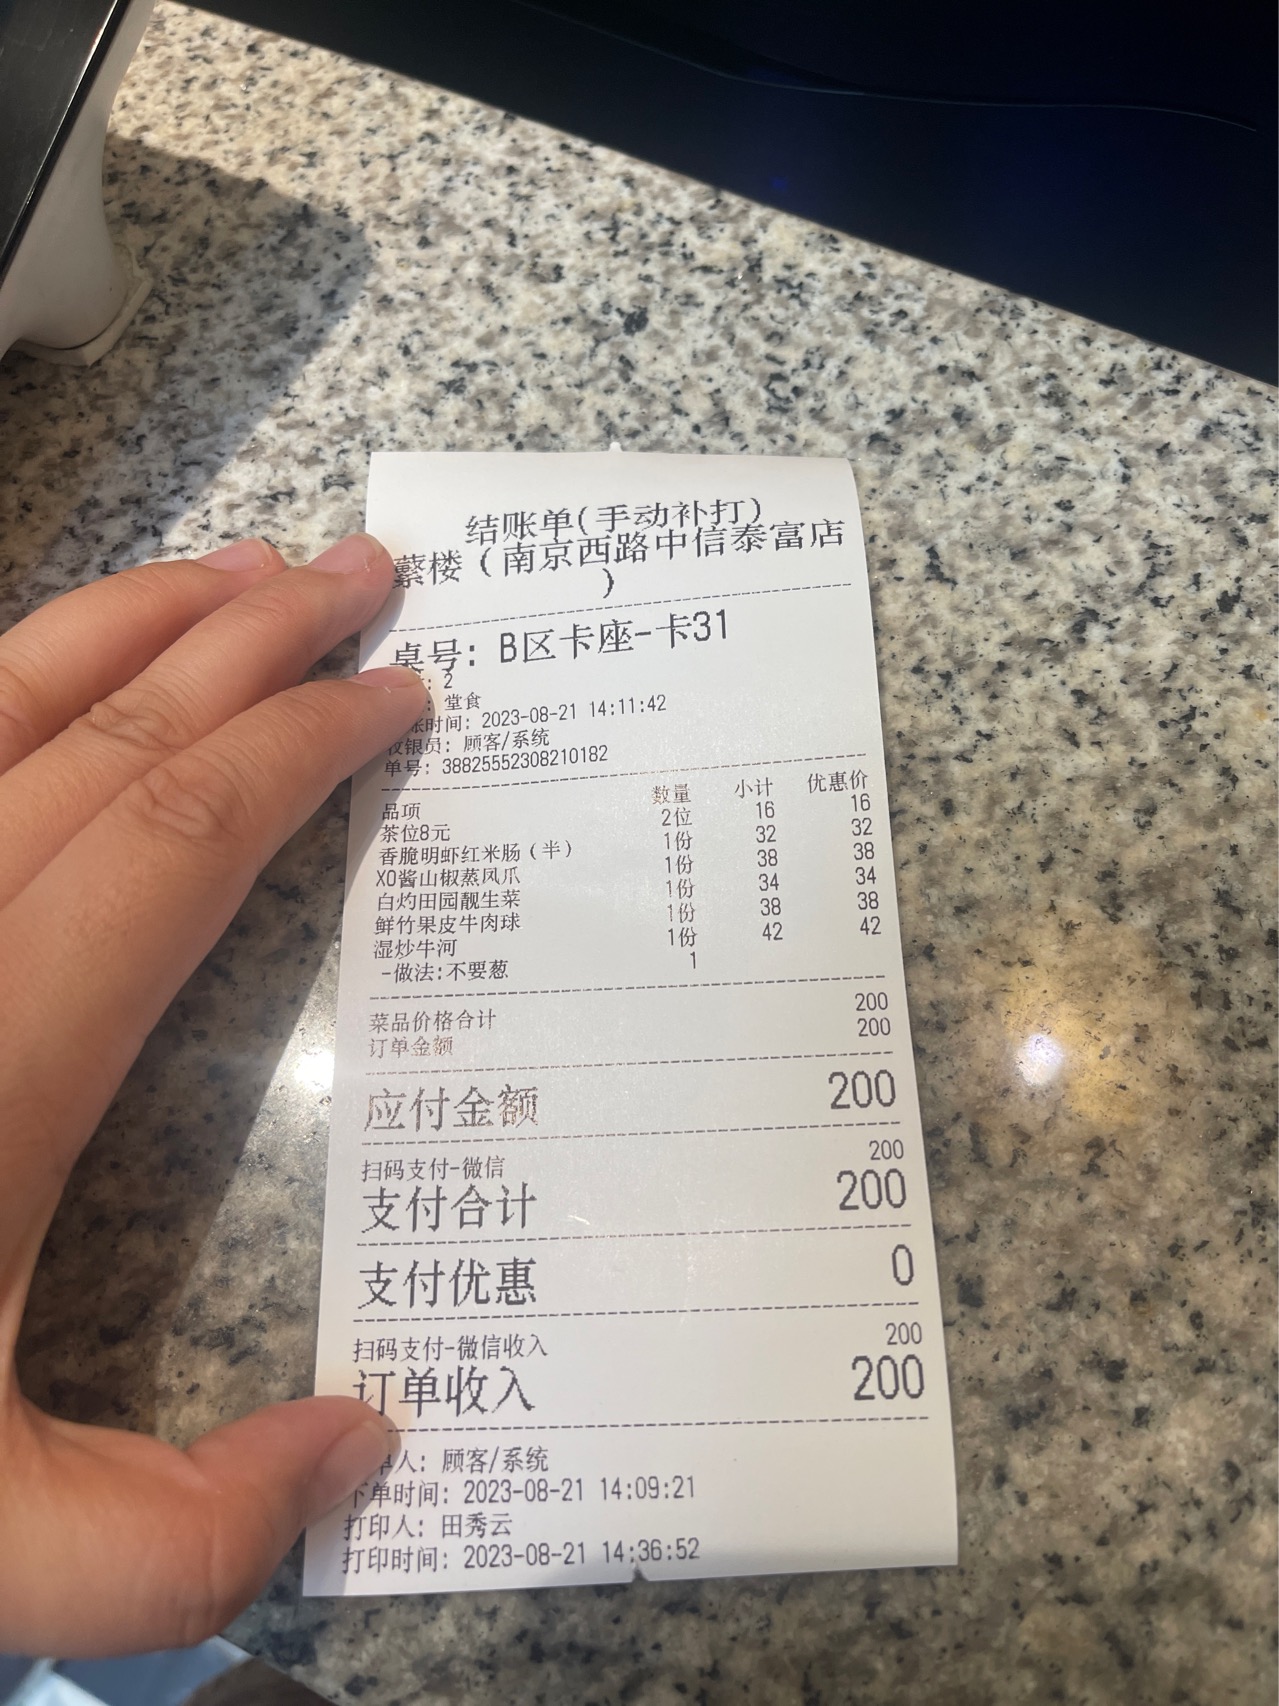 结账单(手动补打)
蘩楼（南京西路中信泰富店
）
桌号: B区卡座-卡31
: 2
: 堂食
账时间: 2023-08-21 14:11:42
收银员: 顾客/系统
单号: 38825552308210182
品项 数量 小计 优惠价
茶位8元 2位 16 16
香脆明虾红米肠（半） 1份 32 32
XO酱山椒蒸凤爪 1份 38 38
白灼田园靓生菜 1份 34 34
鲜竹果皮牛肉球 1份 38 38
湿炒牛河 1份 42 42
-做法:不要葱 1
菜品价格合计 200
订单金额 200
应付金额 200
扫码支付-微信 200
支付合计 200
支付优惠 0
扫码支付-微信收入 200
订单收入 200
单人: 顾客/系统
下单时间: 2023-08-21 14:09:21
打印人: 田秀云
打印时间: 2023-08-21 14:36:52